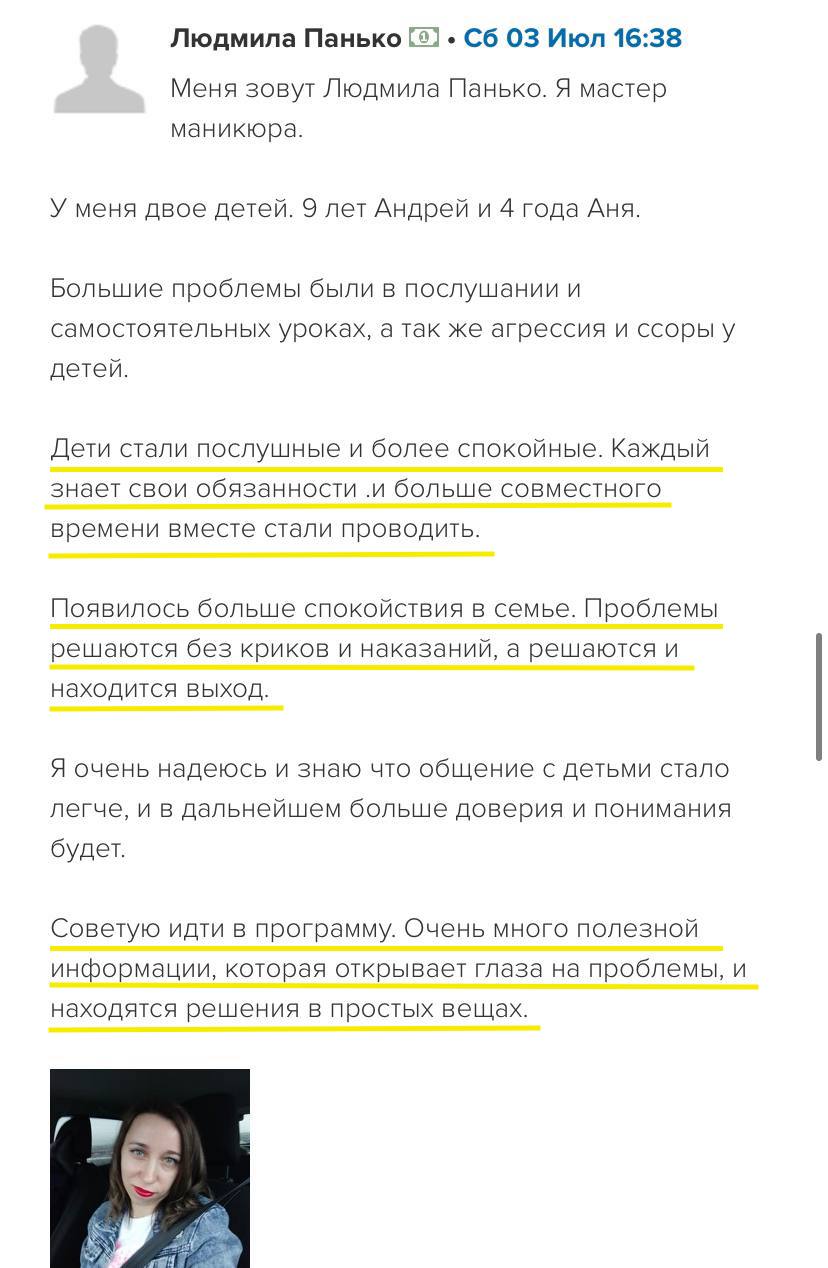 Людмила Панько • Сб 03 Июл 16:38
Меня зовут Людмила Панько. Я мастер
маникюра.
У меня двое детей. 9 лет Андрей и 4 года Аня.
Большие проблемы были в послушании и
самостоятельных уроках, а так же агрессия и ссоры у
детей.
Дети стали послушные и более спокойные. Каждый
знает свои обязанности .и больше совместного
времени вместе стали проводить.
Появилось больше спокойствия в семье. Проблемы
решаются без криков и наказаний, а решаются и
находится выход.
Я очень надеюсь и знаю что общение с детьми стало
легче, и в дальнейшем больше доверия и понимания
будет.
Советую идти в программу. Очень много полезной
информации, которая открывает глаза на проблемы, и
находятся решения в простых вещах.